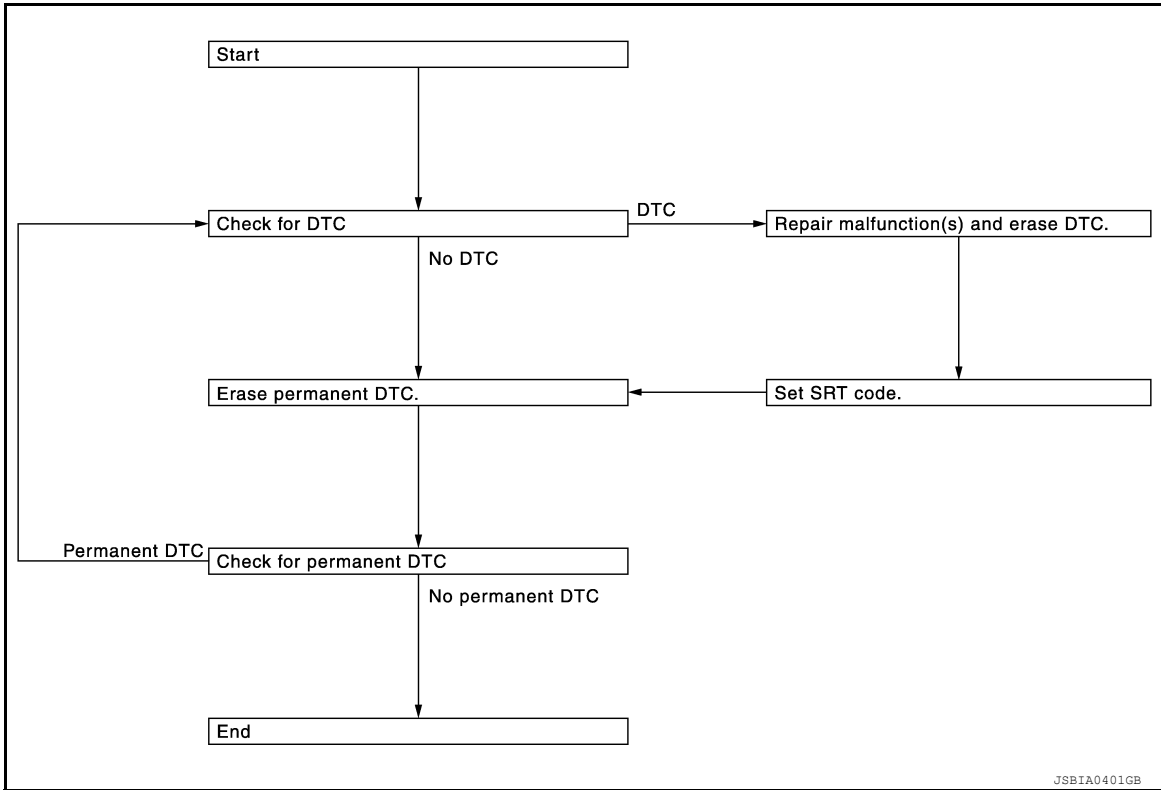 Start
Check for DTC
DTC
Repair malfunction(s) and erase DTC.
No DTC
Erase permanent DTC.
Set SRT code.
Permanent DTC
Check for permanent DTC
No permanent DTC
End
JSBIA0401GB